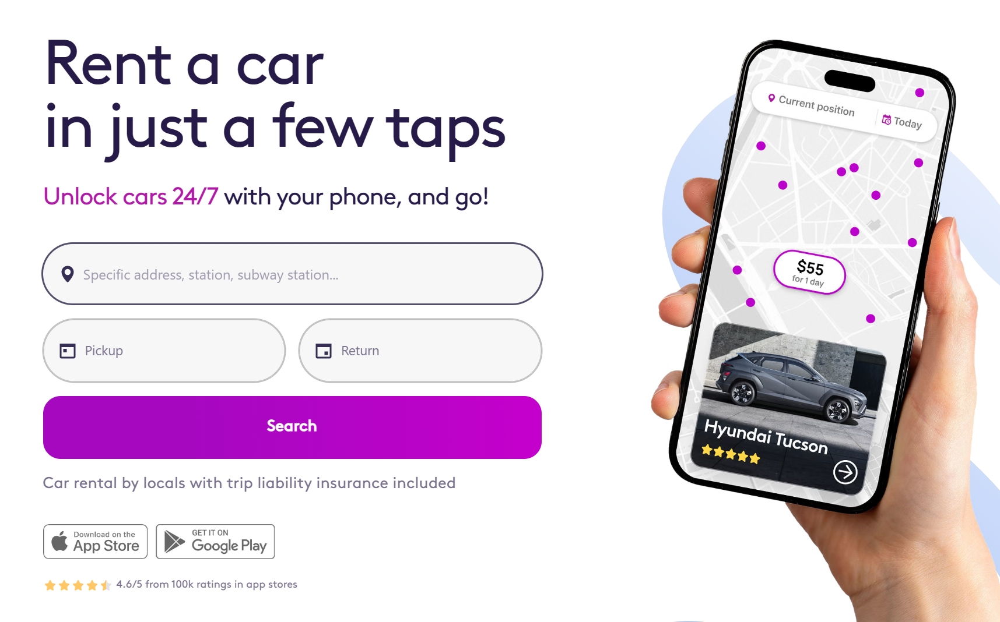 Rent a car
in just a few taps
Unlock cars 24/7 with your phone, and go!
Specific address, station, subway station...
Pickup
Return
Search
Car rental by locals with trip liability insurance included
Download on the
App Store
GET IT ON
Google Play
4.6/5 from 100k ratings in app stores
Current position
Today
$55
for 1 day
Hyundai Tucson